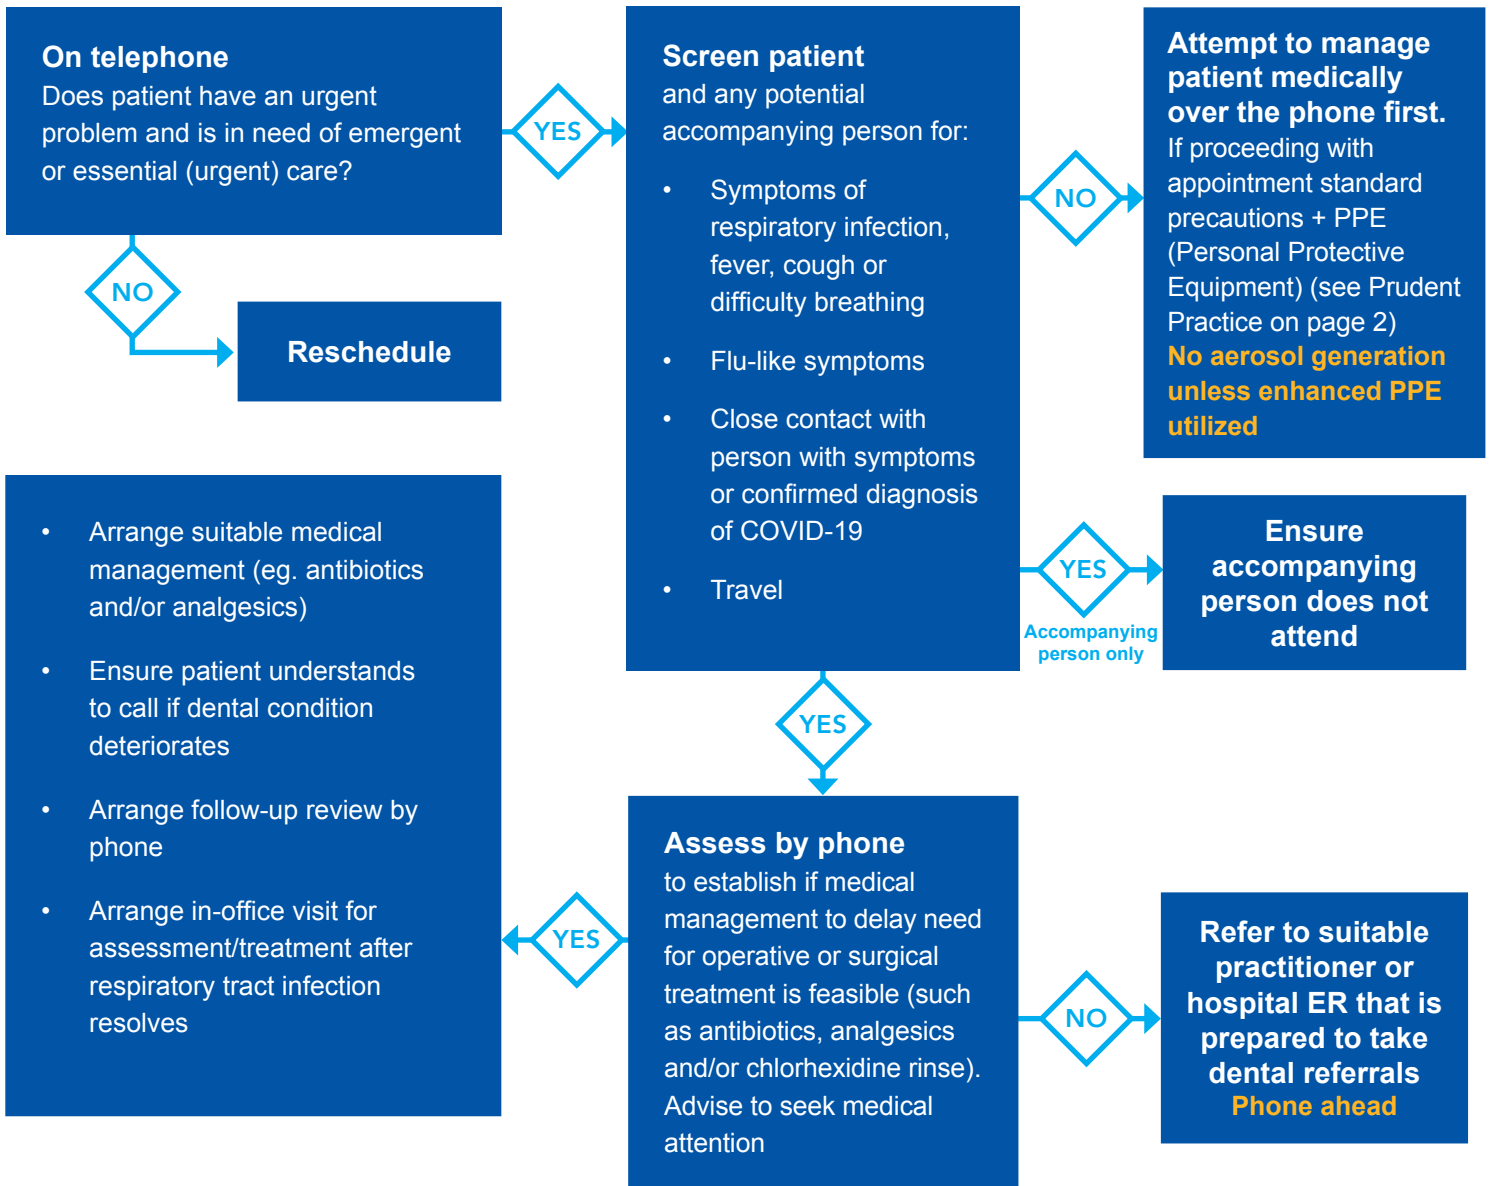 On telephone
Does patient have an urgent
problem and is in need of emergent
or essential (urgent) care?
YES
NO
Reschedule
Screen patient
and any potential
accompanying person for:
• Symptoms of
respiratory infection,
fever, cough or
difficulty breathing
• Flu-like symptoms
• Close contact with
person with symptoms
or confirmed diagnosis
of COVID-19
• Travel
NO
Attempt to manage
patient medically
over the phone first.
If proceeding with
appointment standard
precautions + PPE
(Personal Protective
Equipment) (see Prudent
Practice on page 2)
No aerosol generation
unless enhanced PPE
utilized
YES
Accompanying
person only
Ensure
accompanying
person does not
attend
YES
Assess by phone
to establish if medical
management to delay need
for operative or surgical
treatment is feasible (such
as antibiotics, analgesics
and/or chlorhexidine rinse).
Advise to seek medical
attention
YES
• Arrange suitable medical
management (eg. antibiotics
and/or analgesics)
• Ensure patient understands
to call if dental condition
deteriorates
• Arrange follow-up review by
phone
• Arrange in-office visit for
assessment/treatment after
respiratory tract infection
resolves
NO
Refer to suitable
practitioner or
hospital ER that is
prepared to take
dental referrals
Phone ahead